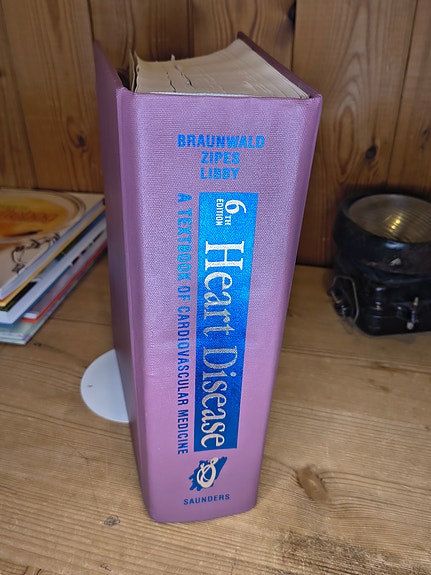 BRAUNWALD
ZIPES
LIBBY
6TH
EDITION
Heart Disease
A TEXTBOOK OF CARDIOVASCULAR MEDICINE
SAUNDERS